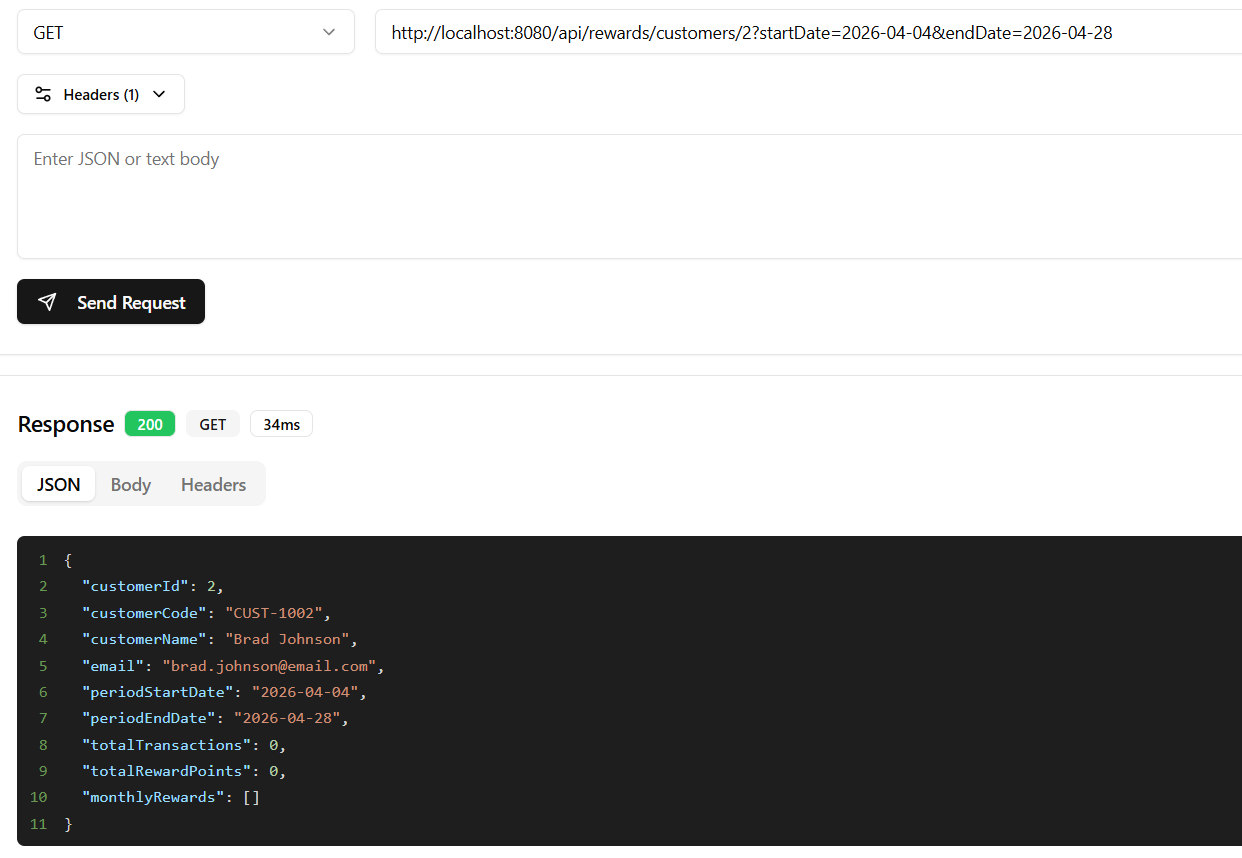 GET
http://localhost:8080/api/rewards/customers/2?startDate=2026-04-04&endDate=2026-04-28
Headers (1)
Enter JSON or text body
Send Request
Response 200 GET 34ms
JSON Body Headers
1 {
2 "customerId": 2,
3 "customerCode": "CUST-1002",
4 "customerName": "Brad Johnson",
5 "email": "brad.johnson@email.com",
6 "periodStartDate": "2026-04-04",
7 "periodEndDate": "2026-04-28",
8 "totalTransactions": 0,
9 "totalRewardPoints": 0,
10 "monthlyRewards": []
11 }